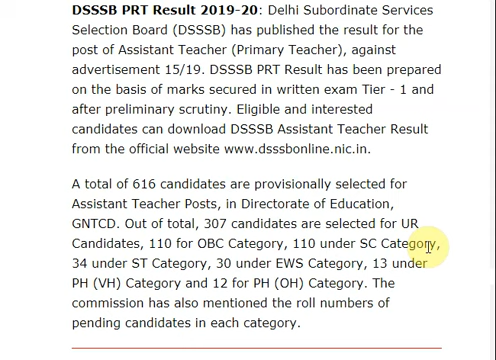 DSSSB PRT Result 2019-20: Delhi Subordinate Services
Selection Board (DSSSB) has published the result for the
post of Assistant Teacher (Primary Teacher), against
advertisement 15/19. DSSSB PRT Result has been prepared
on the basis of marks secured in written exam Tier - 1 and
after preliminary scrutiny. Eligible and interested
candidates can download DSSSB Assistant Teacher Result
from the official website www.dsssbonline.nic.in.
A total of 616 candidates are provisionally selected for
Assistant Teacher Posts, in Directorate of Education,
GNTCD. Out of total, 307 candidates are selected for UR
Candidates, 110 for OBC Category, 110 under SC Category,
34 under ST Category, 30 under EWS Category, 13 under
PH (VH) Category and 12 for PH (OH) Category. The
commission has also mentioned the roll numbers of
pending candidates in each category.